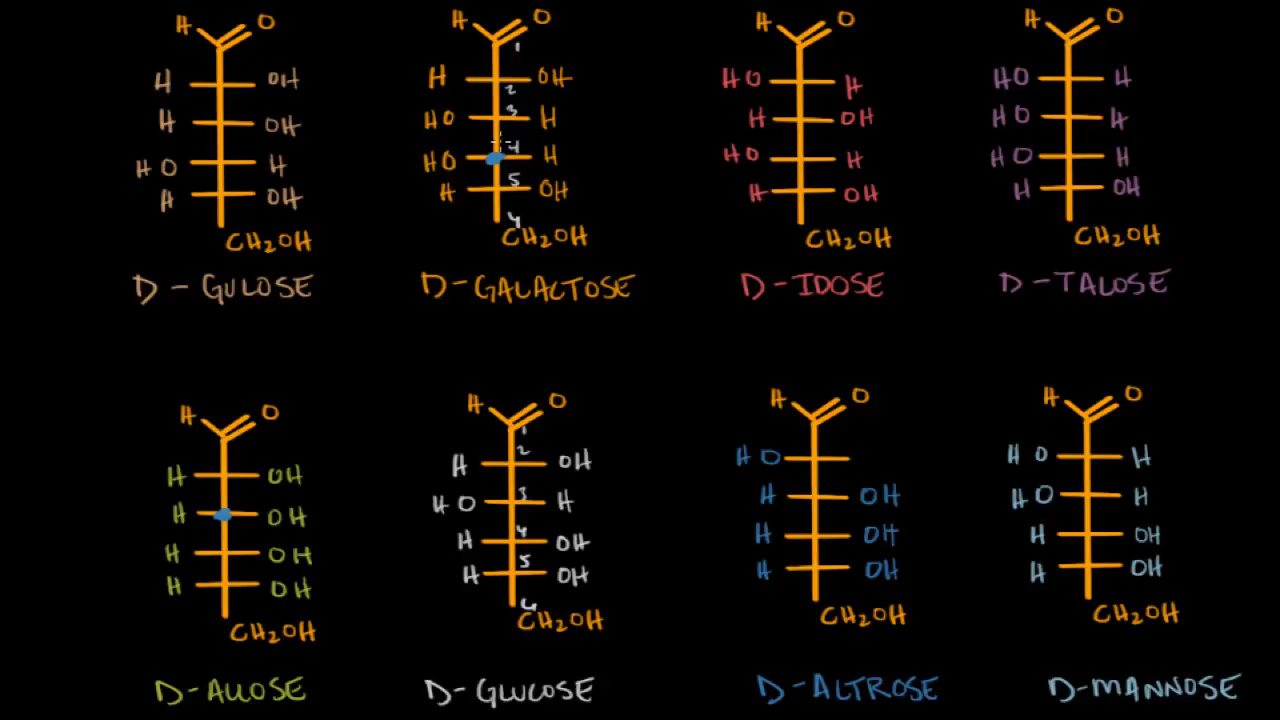 H O H O H O H O
H OH H OH HO H HO H
H OH HO H H OH HO H
HO H HO H HO H HO H
H OH H OH H OH H OH
1 2 3 4 5
CH2OH CH2OH CH2OH CH2OH
D-GULOSE D-GALACTOSE D-IDOSE D-TALOSE
H O H O H O H O
H OH H OH HO HO H
H OH HO H H OH HO H
H OH H OH H OH H OH
H OH H OH H OH H OH
1 2 3 4 5 6
CH2OH CH2OH CH2OH CH2OH
D-ALLOSE D-GLUCOSE D-ALTROSE D-MANNOSE